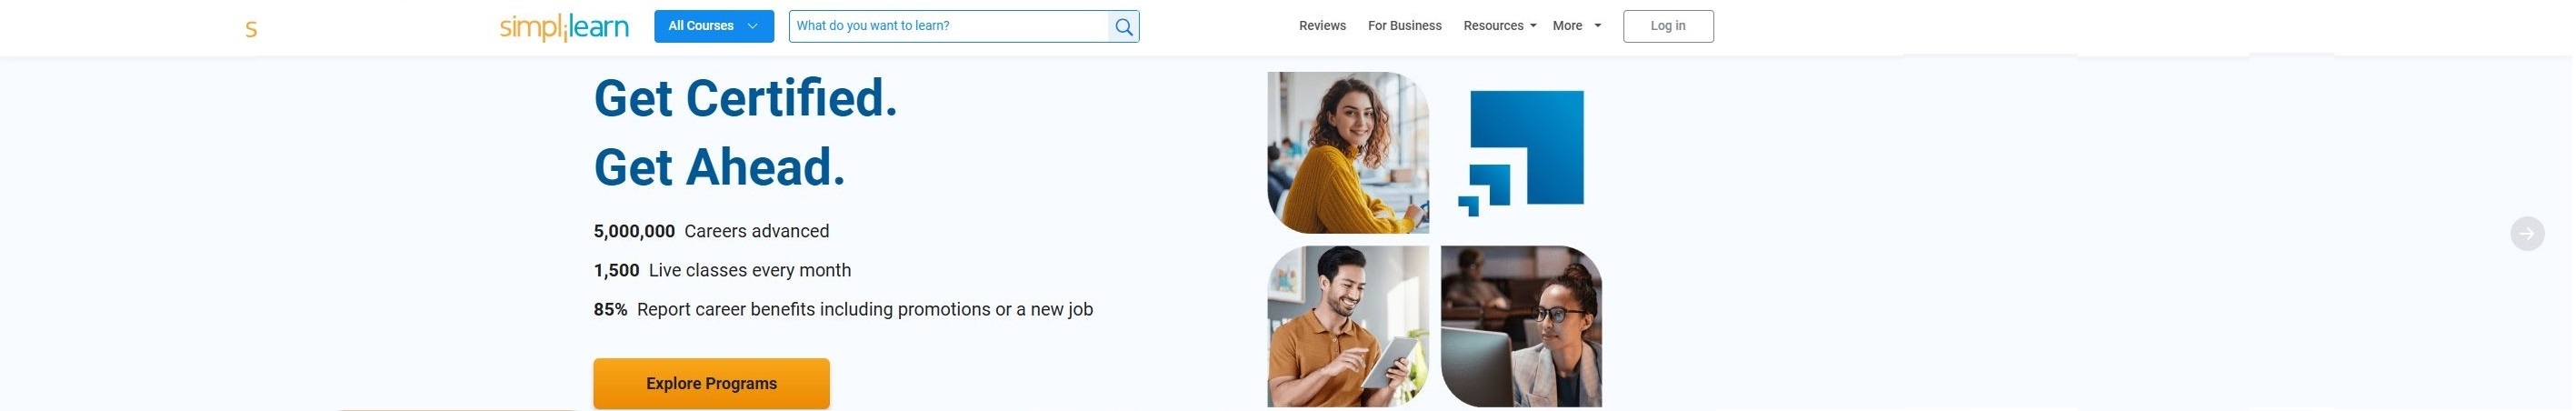 s
simplilearn
All Courses
What do you want to learn?
Reviews
For Business
Resources
More
Log in
Get Certified.
Get Ahead.
5,000,000 Careers advanced
1,500 Live classes every month
85% Report career benefits including promotions or a new job
Explore Programs